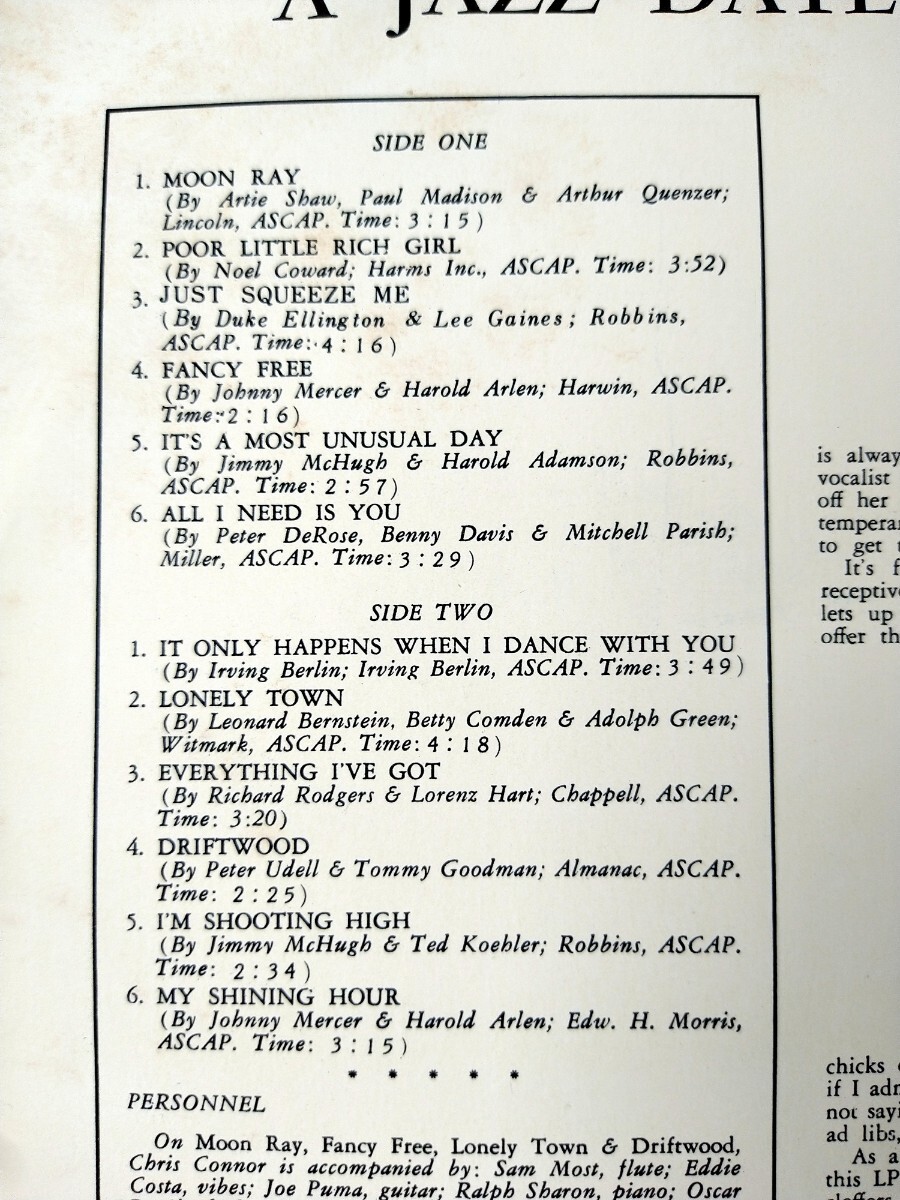 A JAZZ DATE
SIDE ONE
1. MOON RAY
(By Artie Shaw, Paul Madison & Arthur Quenzer;
Lincoln, ASCAP. Time: 3:15)
2. POOR LITTLE RICH GIRL
(By Noel Coward; Harms Inc., ASCAP. Time: 3:52)
3. JUST SQUEEZE ME
(By Duke Ellington & Lee Gaines; Robbins,
ASCAP. Time: 4:16)
4. FANCY FREE
(By Johnny Mercer & Harold Arlen; Harwin, ASCAP.
Time: 2:16)
5. IT'S A MOST UNUSUAL DAY
(By Jimmy McHugh & Harold Adamson; Robbins,
ASCAP. Time: 2:57)
6. ALL I NEED IS YOU
(By Peter DeRose, Benny Davis & Mitchell Parish;
Miller, ASCAP. Time: 3:29)
SIDE TWO
1. IT ONLY HAPPENS WHEN I DANCE WITH YOU
(By Irving Berlin; Irving Berlin, ASCAP. Time: 3:49)
2. LONELY TOWN
(By Leonard Bernstein, Betty Comden & Adolph Green;
Witmark, ASCAP. Time: 4:18)
3. EVERYTHING I'VE GOT
(By Richard Rodgers & Lorenz Hart; Chappell, ASCAP.
Time: 3:20)
4. DRIFTWOOD
(By Peter Udell & Tommy Goodman; Almanac, ASCAP.
Time: 2:25)
5. I'M SHOOTING HIGH
(By Jimmy McHugh & Ted Koehler; Robbins, ASCAP.
Time: 2:34)
6. MY SHINING HOUR
(By Johnny Mercer & Harold Arlen; Edw. H. Morris,
ASCAP. Time: 3:15)
* * * * *
PERSONNEL
On Moon Ray, Fancy Free, Lonely Town & Driftwood,
Chris Connor is accompanied by: Sam Most, flute; Eddie
Costa, vibes; Joe Puma, guitar; Ralph Sharon, piano; Oscar
is alway
vocalist
off her
temperar
to get
It's f
receptiv
lets up
offer th
chicks
if I adr
not sayi
ad libs,
As a
this LP